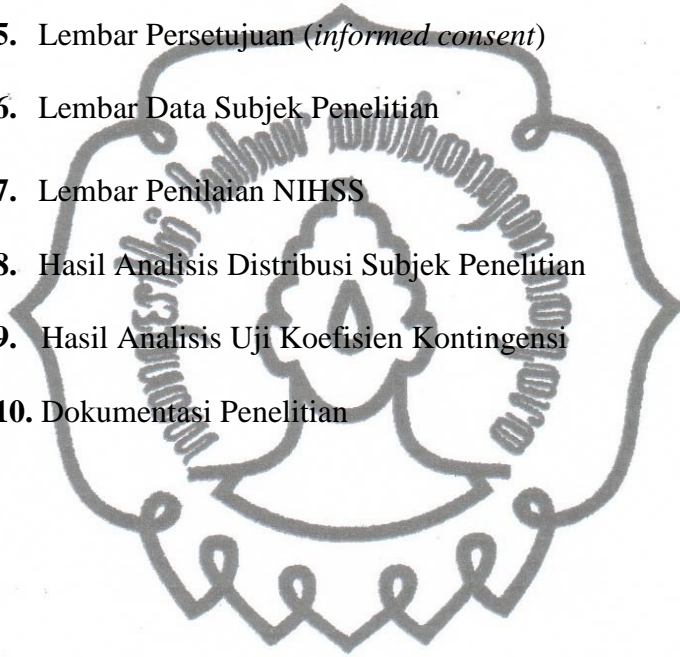 5. Lembar Persetujuan (informed consent)
6. Lembar Data Subjek Penelitian
7. Lembar Penilaian NIHSS
8. Hasil Analisis Distribusi Subjek Penelitian
9. Hasil Analisis Uji Koefisien Kontingensi
10. Dokumentasi Penelitian